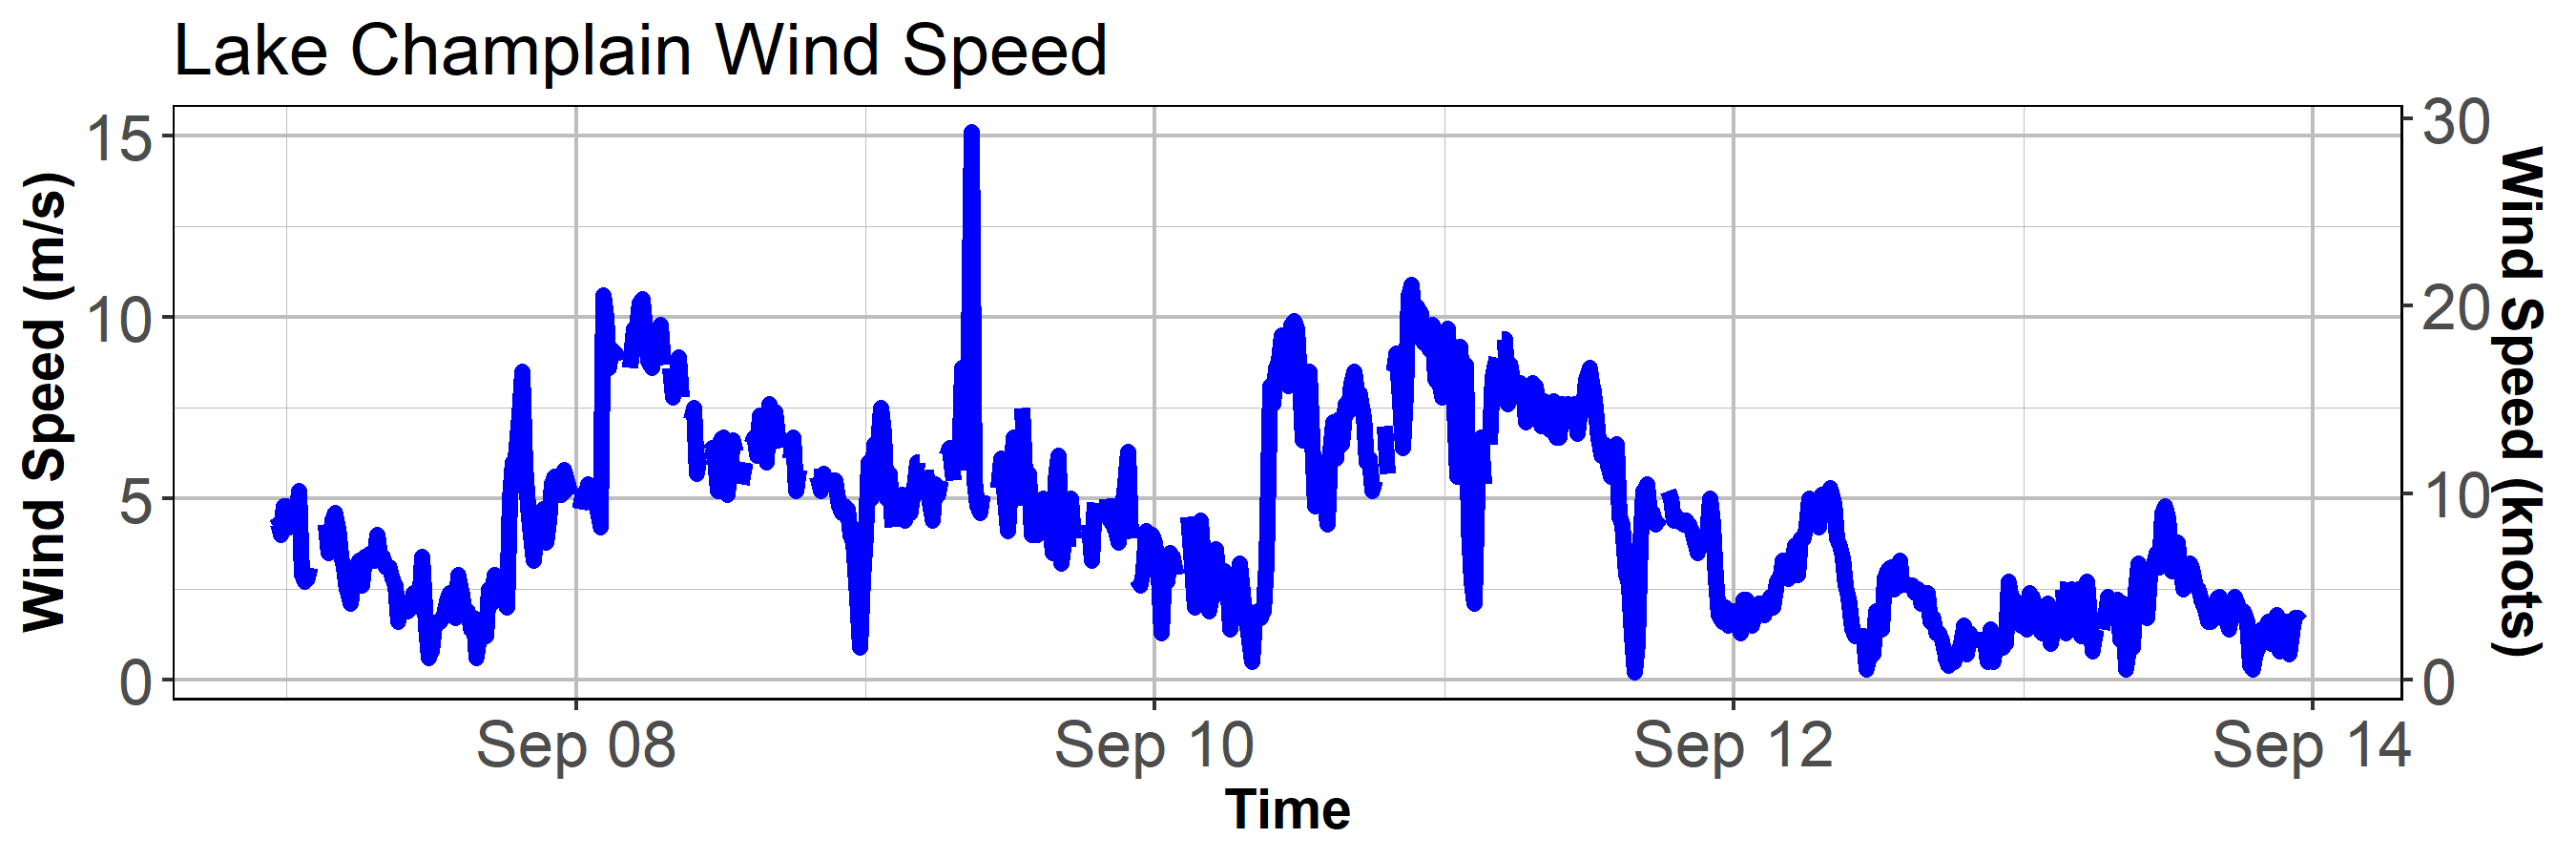 Lake Champlain Wind Speed
Wind Speed (m/s)
15
10
5
0
30
20
10
0
Wind Speed (knots)
Sep 08
Sep 10
Sep 12
Sep 14
Time